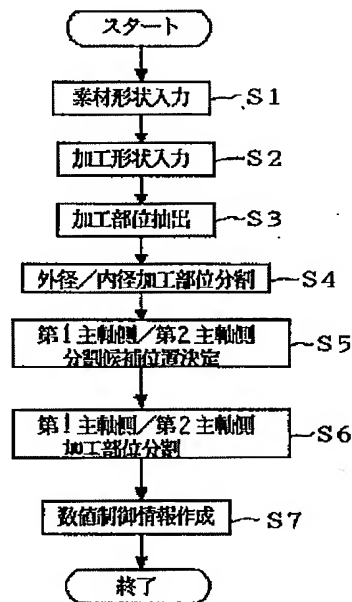 スタート
素材形状入力
S1
加工形状入力
S2
加工部位抽出
S3
外径／内径加工部位分割
S4
第1主軸側／第2主軸側
分割候補位置決定
S5
第1主軸側／第2主軸側
加工部位分割
S6
数値制御情報作成
S7
終了